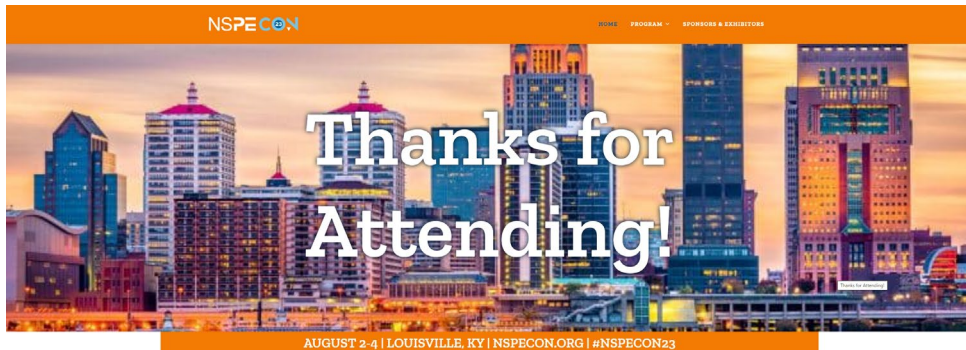 NSPECON 23
HOME PROGRAM SPONSORS & EXHIBITORS
Thanks for
Attending!
Thanks for Attending!
AUGUST 2-4 | LOUISVILLE, KY | NSPECON.ORG | #NSPECON23